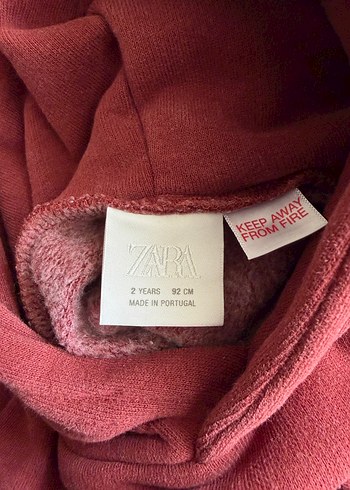 ZARA
2 YEARS 92 CM
MADE IN PORTUGAL
KEEP AWAY
FROM FIRE